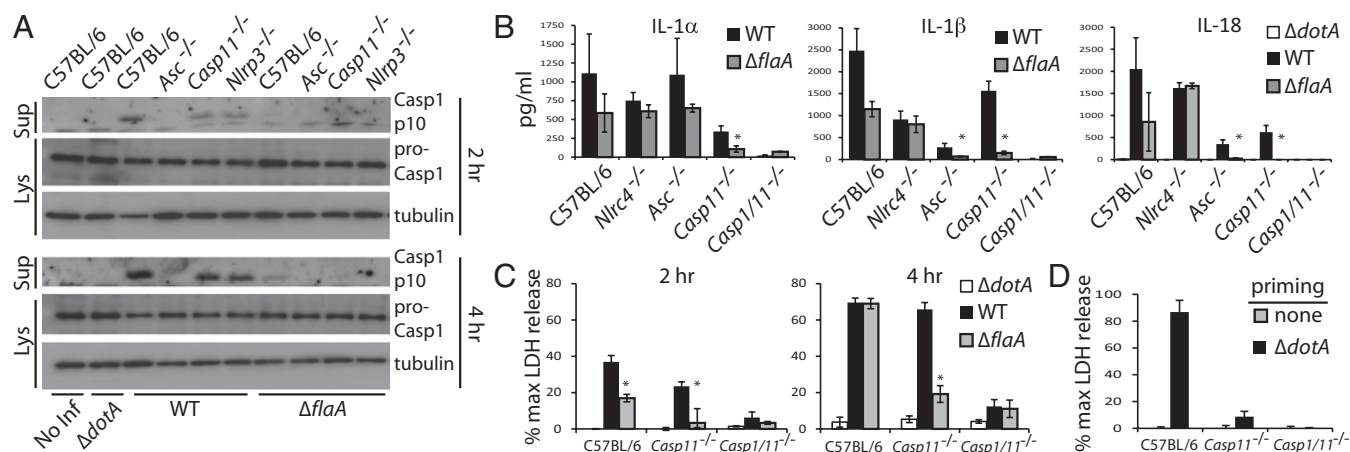 A
C57BL/6
C57BL/6
C57BL/6
Asc -/-
Casp11-/-
Nlrp3-/-
C57BL/6
Asc -/-
Casp11-/-
Nlrp3-/-
Sup
Casp1
p10
Lys
pro-
Casp1
tubulin
2 hr
Sup
Casp1
p10
Lys
pro-
Casp1
tubulin
4 hr
No Inf
ΔdotA
WT
ΔflaA
B
IL-1α
WT
ΔflaA
pg/ml
1750
1500
1250
1000
750
500
250
0
*
C57BL/6
Nlrc4 -/-
Asc -/-
Casp11-/-
Casp1/11-/-
IL-1β
WT
ΔflaA
3000
2500
2000
1500
1000
500
0
* *
C57BL/6
Nlrc4 -/-
Asc -/-
Casp11-/-
Casp1/11-/-
IL-18
ΔdotA
WT
ΔflaA
3000
2500
2000
1500
1000
500
0
* *
C57BL/6
Nlrc4 -/-
Asc -/-
Casp11-/-
Casp1/11-/-
C
2 hr
% max LDH release
80
60
40
20
0
* *
C57BL/6 Casp11-/- Casp1/11-/-
4 hr
ΔdotA
WT
ΔflaA
80
60
40
20
0
*
C57BL/6 Casp11-/- Casp1/11-/-
D
% max LDH release
100
80
60
40
20
0
priming
none
ΔdotA
C57BL/6 Casp11-/- Casp1/11-/-